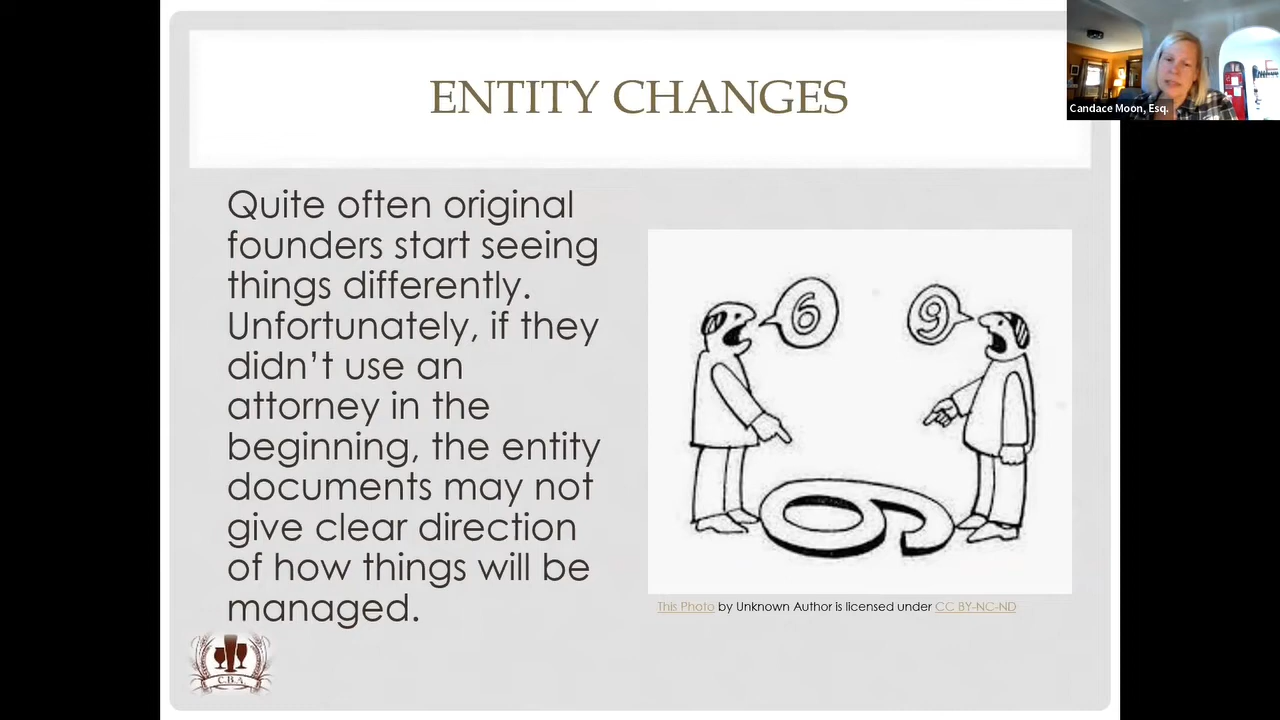 ENTITY CHANGES
Candace Moon, Esq.
Quite often original
founders start seeing
things differently.
Unfortunately, if they
didn’t use an
attorney in the
beginning, the entity
documents may not
give clear direction
of how things will be
managed.
6
9
6
This Photo by Unknown Author is licensed under CC BY-NC-ND
C.B.A.